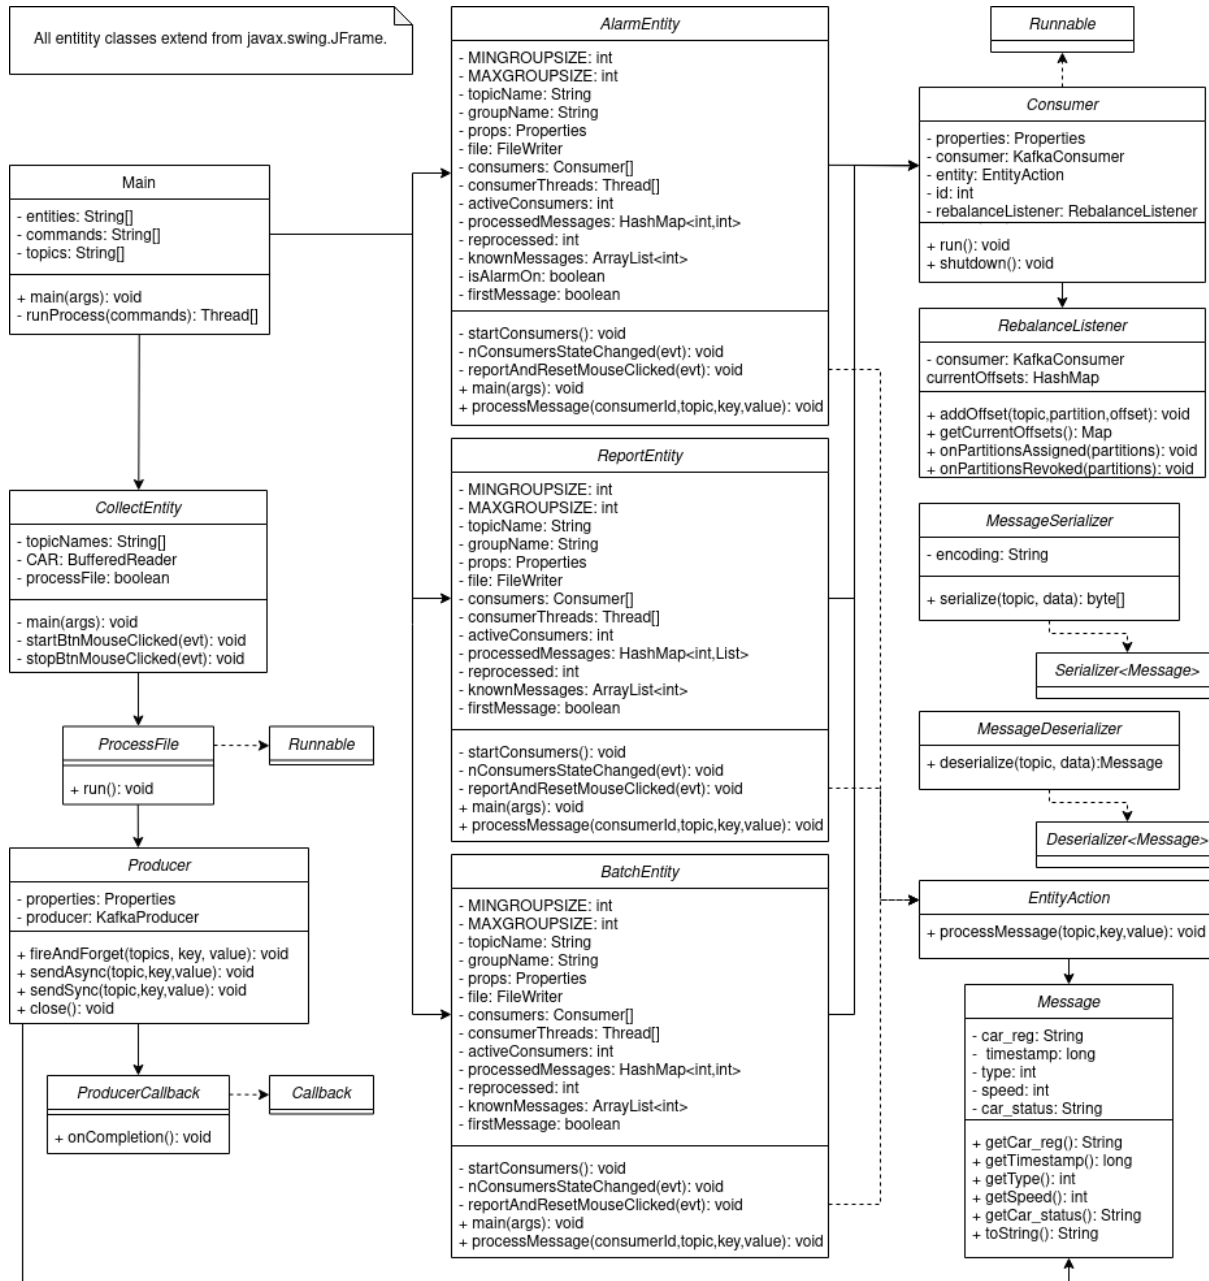 All entitity classes extend from javax.swing.JFrame.
Main
- entities: String[]
- commands: String[]
- topics: String[]
+ main(args): void
- runProcess(commands): Thread[]
CollectEntity
- topicNames: String[]
- CAR: BufferedReader
- processFile: boolean
- main(args): void
- startBtnMouseClicked(evt): void
- stopBtnMouseClicked(evt): void
ProcessFile
+ run(): void
Runnable
Producer
- properties: Properties
- producer: KafkaProducer
+ fireAndForget(topics, key, value): void
+ sendAsync(topic,key,value): void
+ sendSync(topic,key,value): void
+ close(): void
ProducerCallback
+ onCompletion(): void
Callback
AlarmEntity
- MINGROUPSIZE: int
- MAXGROUPSIZE: int
- topicName: String
- groupName: String
- props: Properties
- file: FileWriter
- consumers: Consumer[]
- consumerThreads: Thread[]
- activeConsumers: int
- processedMessages: HashMap<int,int>
- reprocessed: int
- knownMessages: ArrayList<int>
- isAlarmOn: boolean
- firstMessage: boolean
- startConsumers(): void
- nConsumersStateChanged(evt): void
- reportAndResetMouseClicked(evt): void
+ main(args): void
+ processMessage(consumerId,topic,key,value): void
ReportEntity
- MINGROUPSIZE: int
- MAXGROUPSIZE: int
- topicName: String
- groupName: String
- props: Properties
- file: FileWriter
- consumers: Consumer[]
- consumerThreads: Thread[]
- activeConsumers: int
- processedMessages: HashMap<int,List>
- reprocessed: int
- knownMessages: ArrayList<int>
- firstMessage: boolean
- startConsumers(): void
- nConsumersStateChanged(evt): void
- reportAndResetMouseClicked(evt): void
+ main(args): void
+ processMessage(consumerId,topic,key,value): void
BatchEntity
- MINGROUPSIZE: int
- MAXGROUPSIZE: int
- topicName: String
- groupName: String
- props: Properties
- file: FileWriter
- consumers: Consumer[]
- consumerThreads: Thread[]
- activeConsumers: int
- processedMessages: HashMap<int,int>
- reprocessed: int
- knownMessages: ArrayList<int>
- firstMessage: boolean
- startConsumers(): void
- nConsumersStateChanged(evt): void
- reportAndResetMouseClicked(evt): void
+ main(args): void
+ processMessage(consumerId,topic,key,value): void
Runnable
Consumer
- properties: Properties
- consumer: KafkaConsumer
- entity: EntityAction
- id: int
- rebalanceListener: RebalanceListener
+ run(): void
+ shutdown(): void
RebalanceListener
- consumer: KafkaConsumer
currentOffsets: HashMap
+ addOffset(topic,partition,offset): void
+ getCurrentOffsets(): Map
+ onPartitionsAssigned(partitions): void
+ onPartitionsRevoked(partitions): void
MessageSerializer
- encoding: String
+ serialize(topic, data): byte[]
Serializer<Message>
MessageDeserializer
+ deserialize(topic, data):Message
Deserializer<Message>
EntityAction
+ processMessage(topic,key,value): void
Message
- car_reg: String
- timestamp: long
- type: int
- speed: int
- car_status: String
+ getCar_reg(): String
+ getTimestamp(): long
+ getType(): int
+ getSpeed(): int
+ getCar_status(): String
+ toString(): String